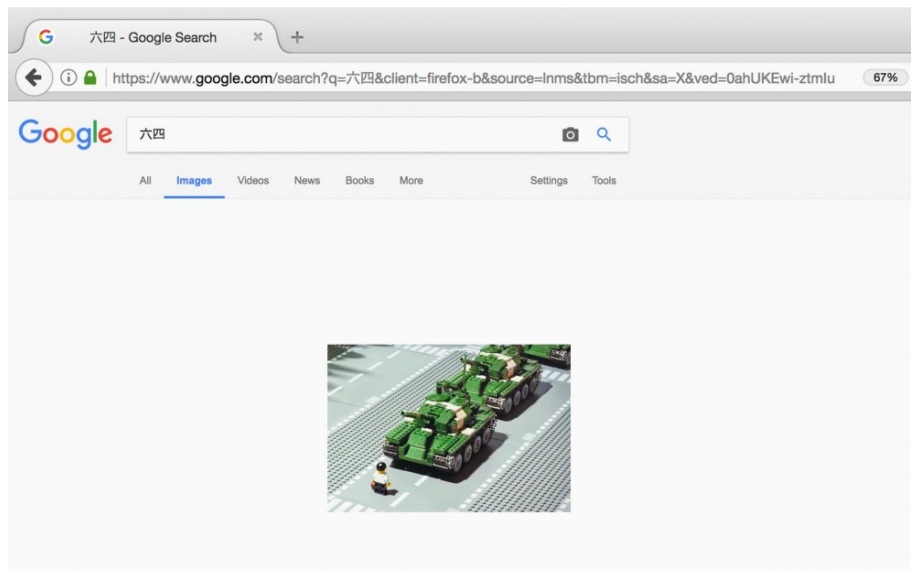 六四 - Google Search
https://www.google.com/search?q=六四&client=firefox-b&source=lnms&tbm=isch&sa=X&ved=0ahUKEwi-ztmlu 67%
Google 六四
All Images Videos News Books More Settings Tools